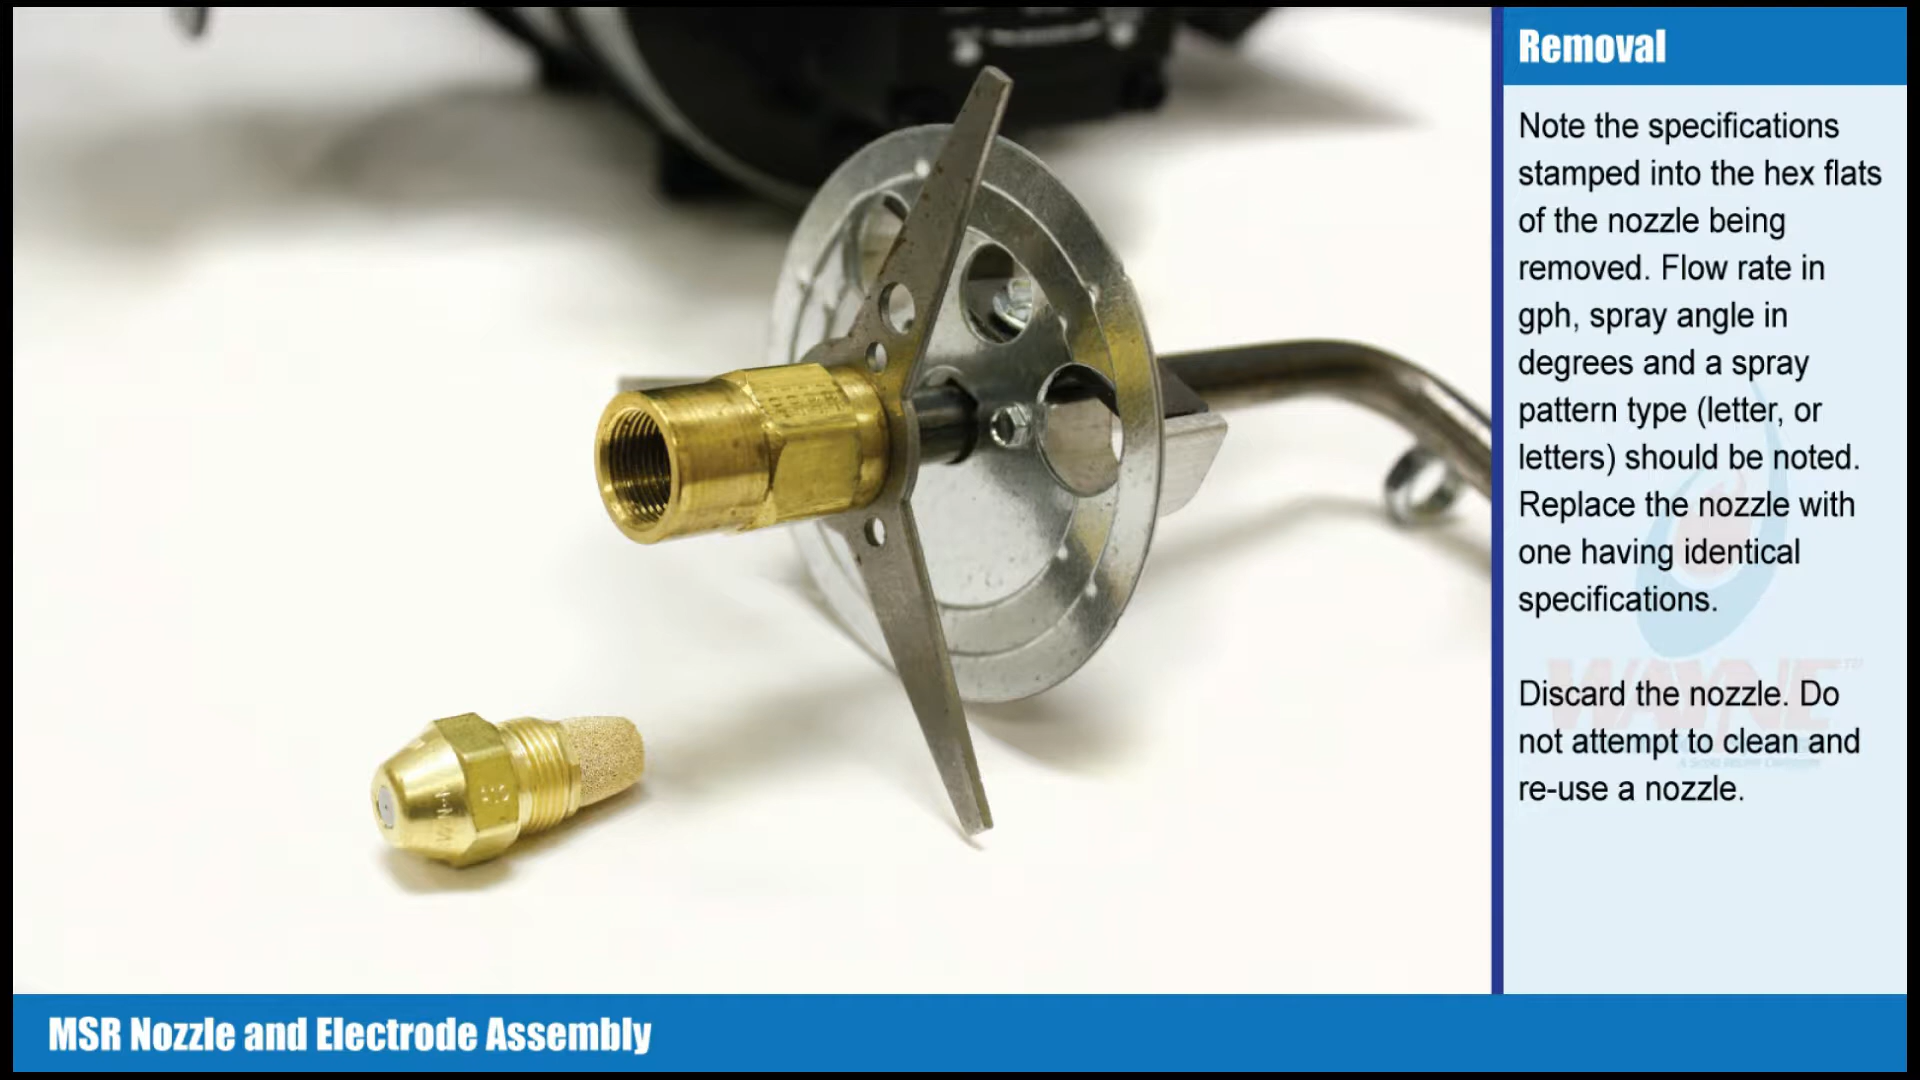 Removal
Note the specifications
stamped into the hex flats
of the nozzle being
removed. Flow rate in
gph, spray angle in
degrees and a spray
pattern type (letter, or
letters) should be noted.
Replace the nozzle with
one having identical
specifications.
Discard the nozzle. Do
not attempt to clean and
re-use a nozzle.
WAYNE
MSR Nozzle and Electrode Assembly